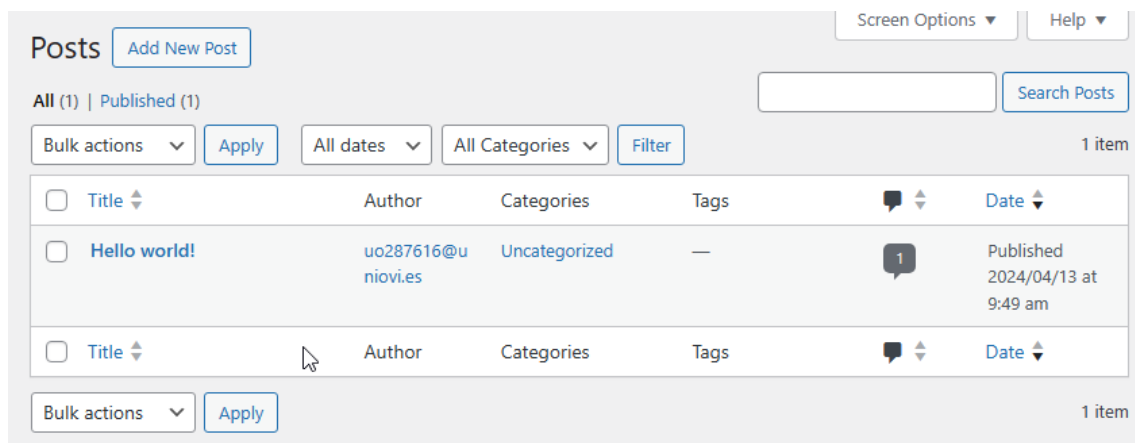 Screen Options ▼ Help ▼
Posts Add New Post
All (1) | Published (1)
Search Posts
Bulk actions Apply All dates All Categories Filter 1 item
Title Author Categories Tags Date
Hello world! uo287616@u Uncategorized — 1 Published
niovi.es 2024/04/13 at
9:49 am
Title Author Categories Tags Date
Bulk actions Apply 1 item